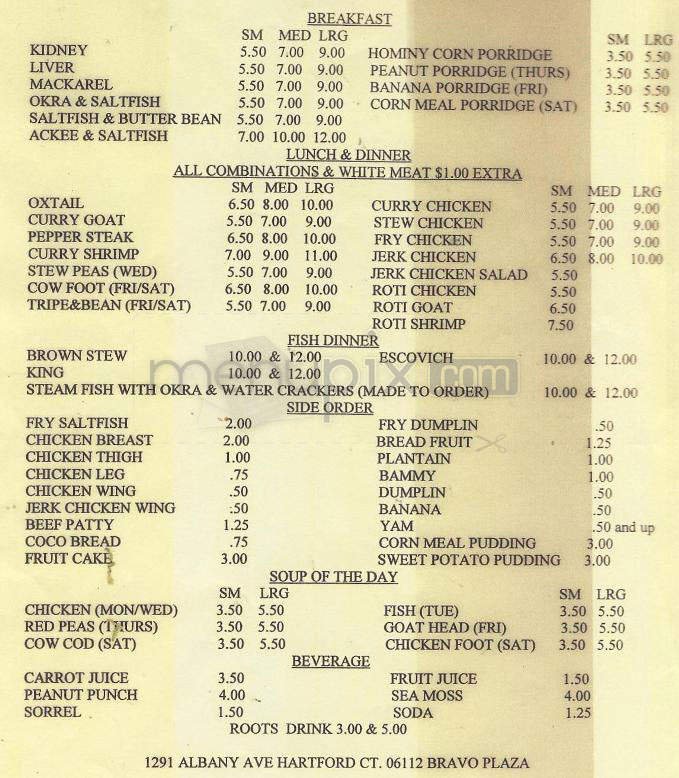 BREAKFAST
SM MED LRG SM LRG
KIDNEY 5.50 7.00 9.00 HOMINY CORN PORRIDGE 3.50 5.50
LIVER 5.50 7.00 9.00 PEANUT PORRIDGE (THURS) 3.50 5.50
MACKAREL 5.50 7.00 9.00 BANANA PORRIDGE (FRI) 3.50 5.50
OKRA & SALTFISH 5.50 7.00 9.00 CORN MEAL PORRIDGE (SAT) 3.50 5.50
SALTFISH & BUTTER BEAN 5.50 7.00 9.00
ACKEE & SALTFISH 7.00 10.00 12.00
LUNCH & DINNER
ALL COMBINATIONS & WHITE MEAT $1.00 EXTRA
SM MED LRG SM MED LRG
OXTAIL 6.50 8.00 10.00 CURRY CHICKEN 5.50 7.00 9.00
CURRY GOAT 5.50 7.00 9.00 STEW CHICKEN 5.50 7.00 9.00
PEPPER STEAK 6.50 8.00 10.00 FRY CHICKEN 5.50 7.00 9.00
CURRY SHRIMP 7.00 9.00 11.00 JERK CHICKEN 6.50 8.00 10.00
STEW PEAS (WED) 5.50 7.00 9.00 JERK CHICKEN SALAD 5.50
COW FOOT (FRI/SAT) 6.50 8.00 10.00 ROTI CHICKEN 5.50
TRIPE&BEAN (FRI/SAT) 5.50 7.00 9.00 ROTI GOAT 6.50
ROTI SHRIMP 7.50
FISH DINNER
BROWN STEW 10.00 & 12.00 ESCOVICH 10.00 & 12.00
KING 10.00 & 12.00
STEAM FISH WITH OKRA & WATER CRACKERS (MADE TO ORDER) 10.00 & 12.00
menupix.com
SIDE ORDER
FRY SALTFISH 2.00 FRY DUMPLIN .50
CHICKEN BREAST 2.00 BREAD FRUIT 1.25
CHICKEN THIGH 1.00 PLANTAIN 1.00
CHICKEN LEG .75 BAMMY 1.00
CHICKEN WING .50 DUMPLIN .50
JERK CHICKEN WING .50 BANANA .50
BEEF PATTY 1.25 YAM .50 and up
COCO BREAD .75 CORN MEAL PUDDING 3.00
FRUIT CAKE 3.00 SWEET POTATO PUDDING 3.00
SOUP OF THE DAY
SM LRG SM LRG
CHICKEN (MON/WED) 3.50 5.50 FISH (TUE) 3.50 5.50
RED PEAS (THURS) 3.50 5.50 GOAT HEAD (FRI) 3.50 5.50
COW COD (SAT) 3.50 5.50 CHICKEN FOOT (SAT) 3.50 5.50
BEVERAGE
CARROT JUICE 3.50 FRUIT JUICE 1.50
PEANUT PUNCH 4.00 SEA MOSS 4.00
SORREL 1.50 SODA 1.25
ROOTS DRINK 3.00 & 5.00
1291 ALBANY AVE HARTFORD CT. 06112 BRAVO PLAZA